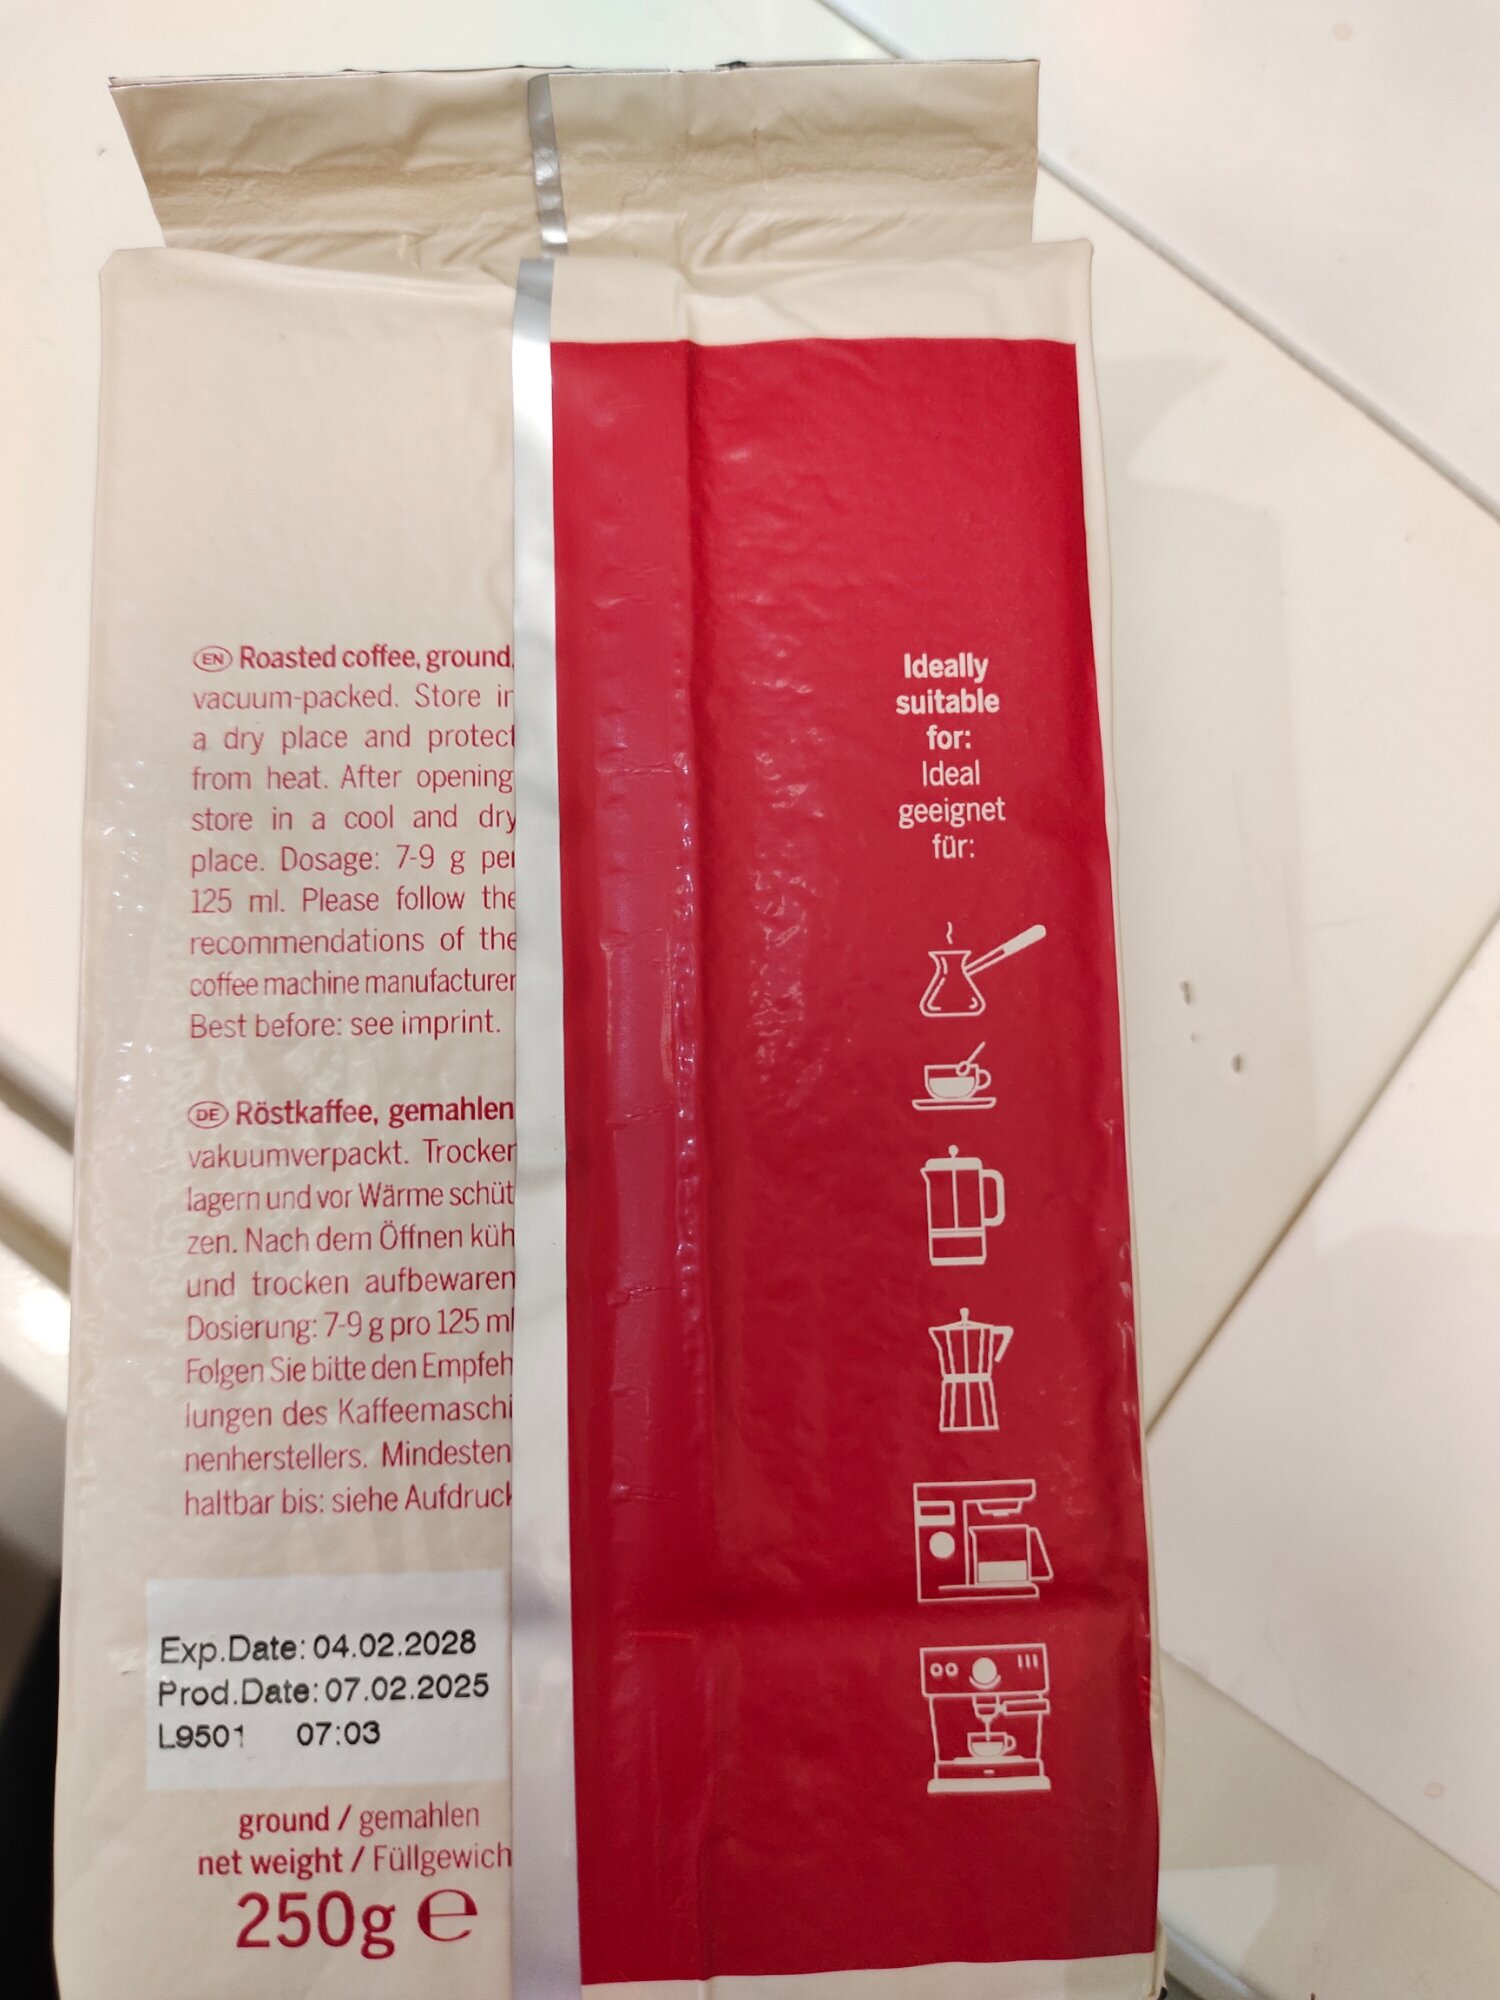 EN Roasted coffee, ground,
vacuum-packed. Store in
a dry place and protect
from heat. After opening
store in a cool and dry
place. Dosage: 7-9 g per
125 ml. Please follow the
recommendations of the
coffee machine manufacturer
Best before: see imprint.
DE Röstkaffee, gemahlen
vakuumverpackt. Trocken
lagern und vor Wärme schüt
zen. Nach dem Öffnen küh
und trocken aufbewaren
Dosierung: 7-9 g pro 125 ml
Folgen Sie bitte den Empfeh
lungen des Kaffeemaschi
nenherstellers. Mindesten
haltbar bis: siehe Aufdruck
Exp.Date: 04.02.2028
Prod.Date: 07.02.2025
L9501 07:03
ground / gemahlen
net weight / Füllgewich
250g ℮
Ideally
suitable
for:
Ideal
geeignet
für: